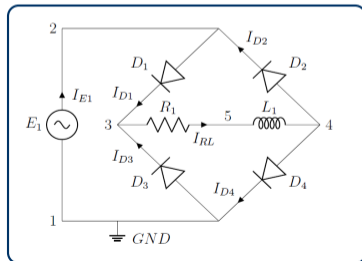 2
I_{D2}
D_1
D_2
I_{E1}
I_{D1}
R_1
5
L_1
E_1
3
4
I_{RL}
I_{D3}
D_3
I_{D4}
D_4
1
GND